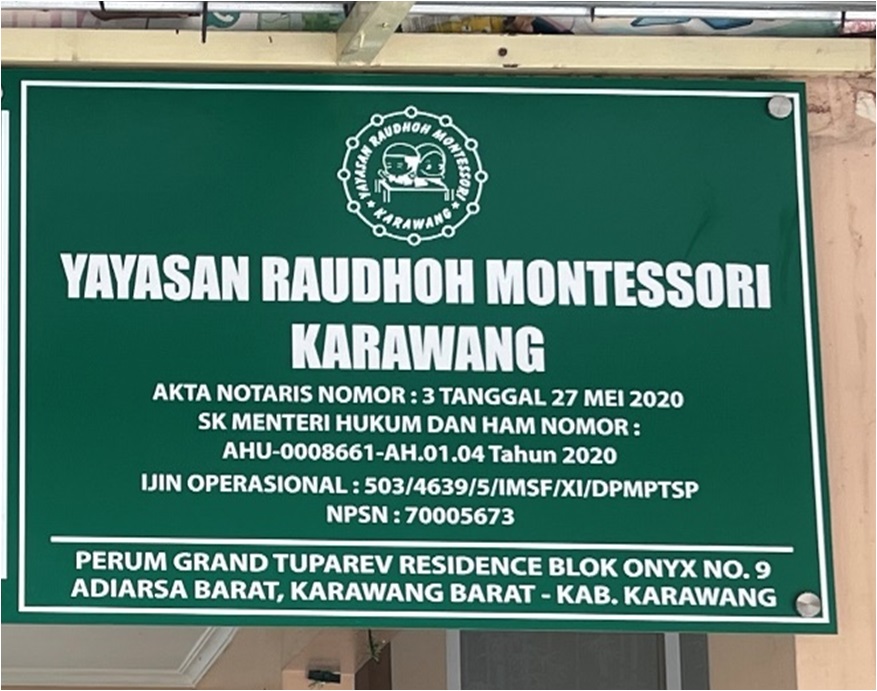 YAYASAN RAUDHOH MONTESSORI
KARAWANG
YAYASAN RAUDHOH MONTESSORI
KARAWANG
AKTA NOTARIS NOMOR : 3 TANGGAL 27 MEI 2020
SK MENTERI HUKUM DAN HAM NOMOR :
AHU-0008661-AH.01.04 Tahun 2020
IJIN OPERASIONAL : 503/4639/5/IMSF/XI/DPMPTSP
NPSN : 70005673
PERUM GRAND TUPAREV RESIDENCE BLOK ONYX NO. 9
ADIARSA BARAT, KARAWANG BARAT - KAB. KARAWANG